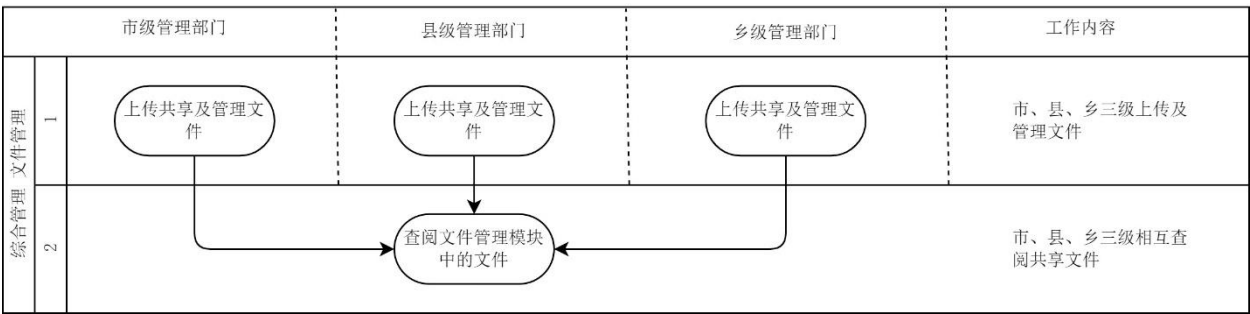 市级管理部门
县级管理部门
乡级管理部门
工作内容
综合管理 文件管理
1
上传共享及管理文
件
上传共享及管理文
件
上传共享及管理文
件
市、县、乡三级上传及
管理文件
2
查阅文件管理模块
中的文件
市、县、乡三级相互查
阅共享文件